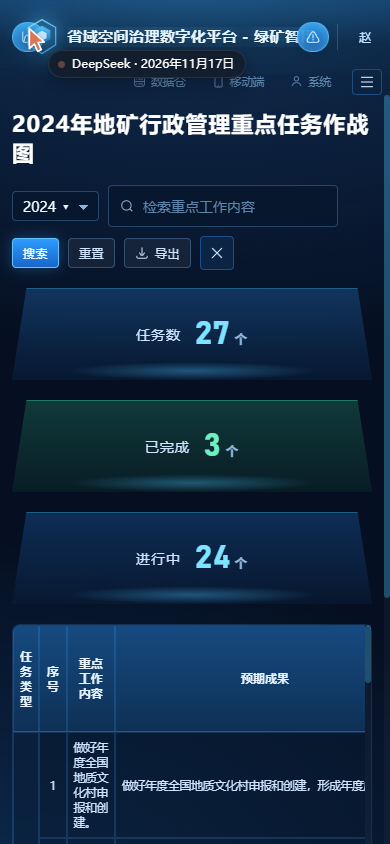 省域空间治理数字化平台 - 绿矿智
赵
DeepSeek · 2026年11月17日
数据仓
移动端
系统
2024年地矿行政管理重点任务作战
图
2024
检索重点工作内容
搜索
重置
导出
任务数 27 个
已完成 3 个
进行中 24 个
任务类型
序号
重点工作内容
预期成果
1
做好年
度全国
地质文
化村申
报和创
建。
做好年度全国地质文化村申报和创建，形成年度